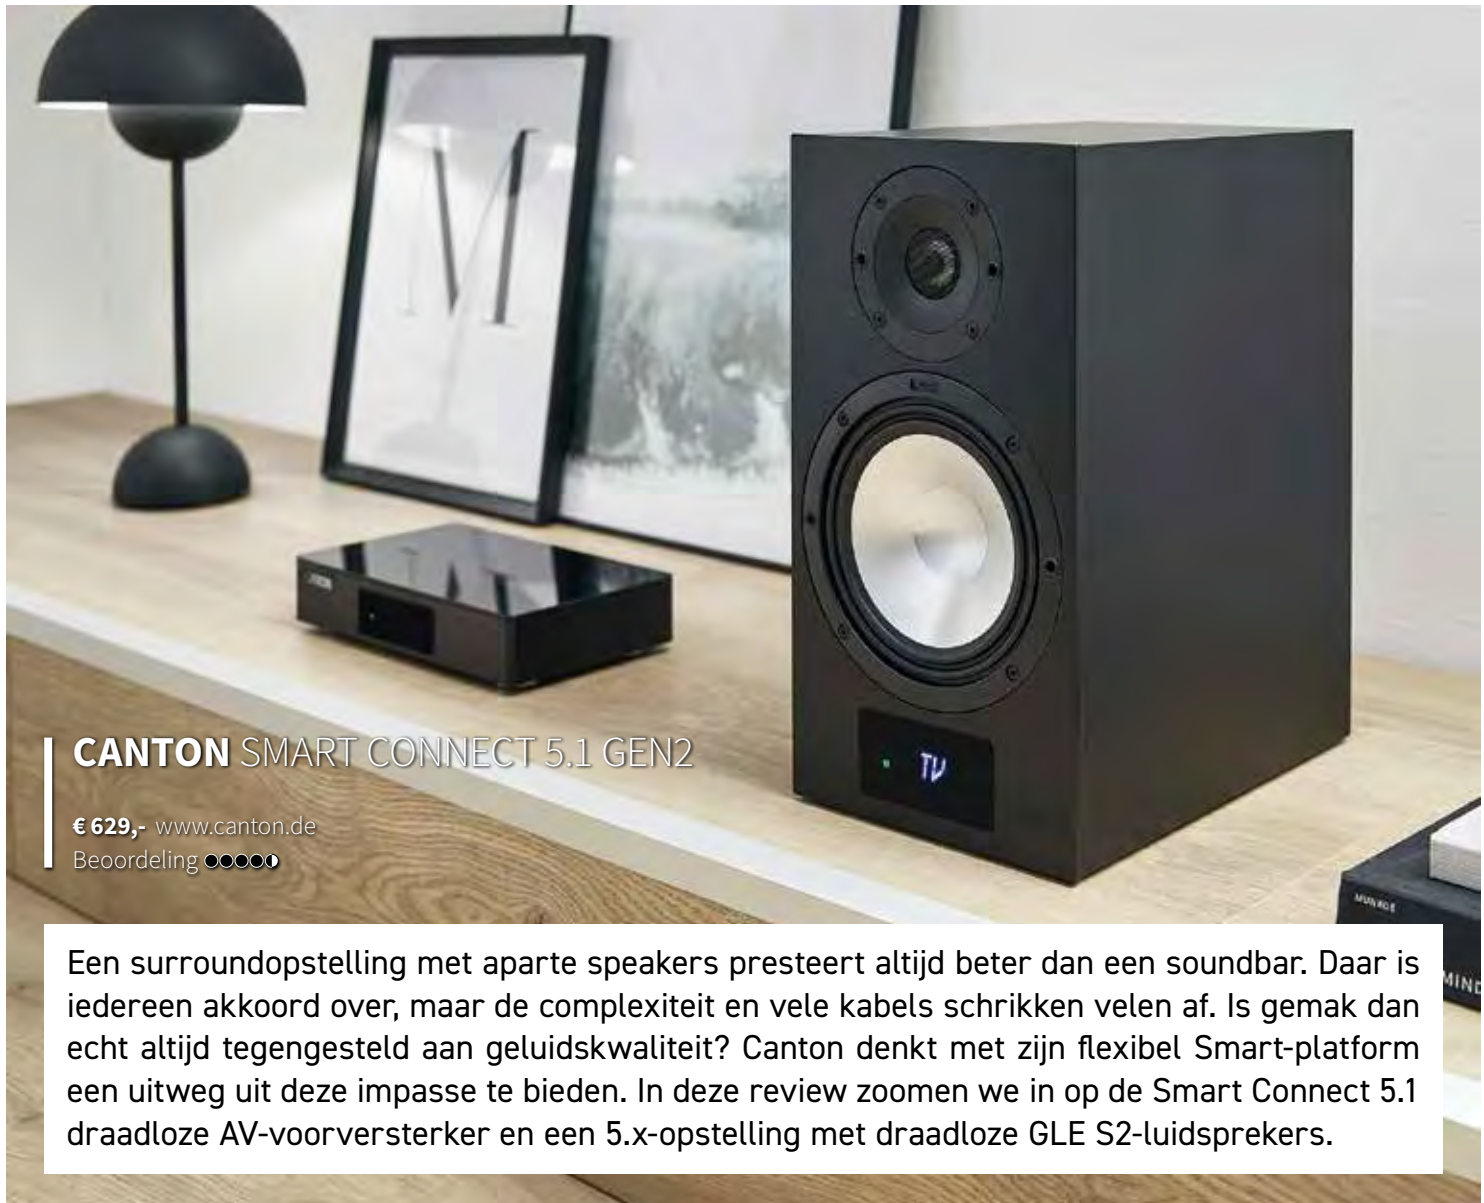 M
TV
CANTON SMART CONNECT 5.1 GEN2
€ 629,- www.canton.de
Beoordeling
MUNROE
MIND
Een surroundopstelling met aparte speakers presteert altijd beter dan een soundbar. Daar is
iedereen akkoord over, maar de complexiteit en vele kabels schrikken velen af. Is gemak dan
echt altijd tegengesteld aan geluidskwaliteit? Canton denkt met zijn flexibel Smart-platform
een uitweg uit deze impasse te bieden. In deze review zoomen we in op de Smart Connect 5.1
draadloze AV-voorversterker en een 5.x-opstelling met draadloze GLE S2-luidsprekers.